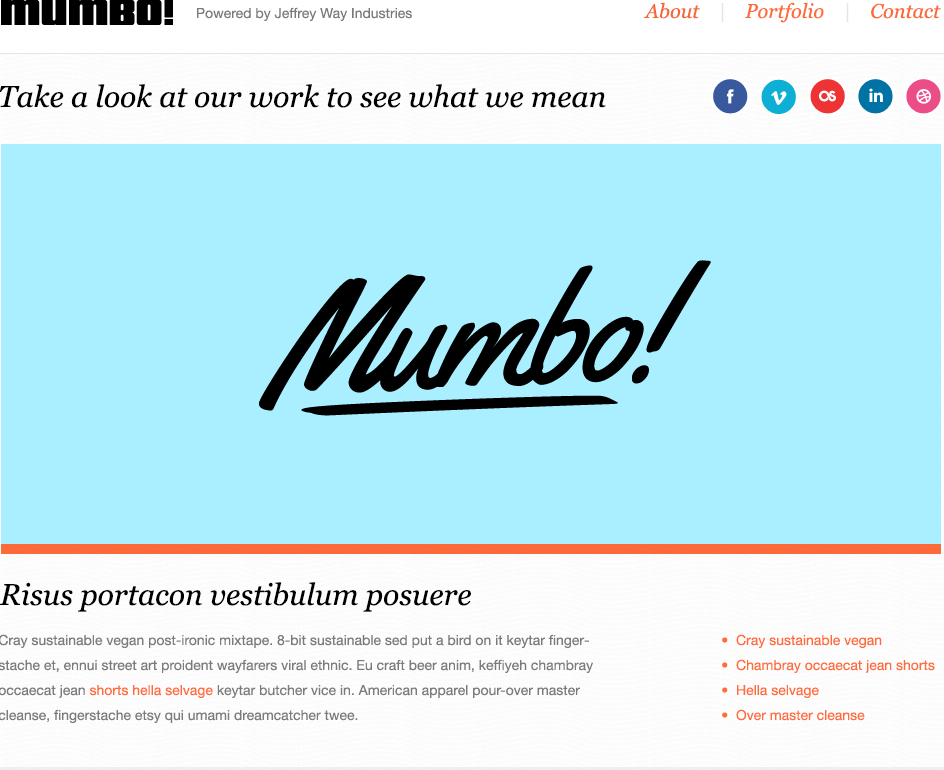 mumbo!
Powered by Jeffrey Way Industries
About | Portfolio | Contact
Take a look at our work to see what we mean
f
in
Mumbo!
Risus portacon vestibulum posuere
Cray sustainable vegan post-ironic mixtape. 8-bit sustainable sed put a bird on it keytar finger-
stache et, ennui street art proident wayfarers viral ethnic. Eu craft beer anim, keffiyeh chambray
occaecat jean shorts hella selvage keytar butcher vice in. American apparel pour-over master
cleanse, fingerstache etsy qui umami dreamcatcher twee.
• Cray sustainable vegan
• Chambray occaecat jean shorts
• Hella selvage
• Over master cleanse